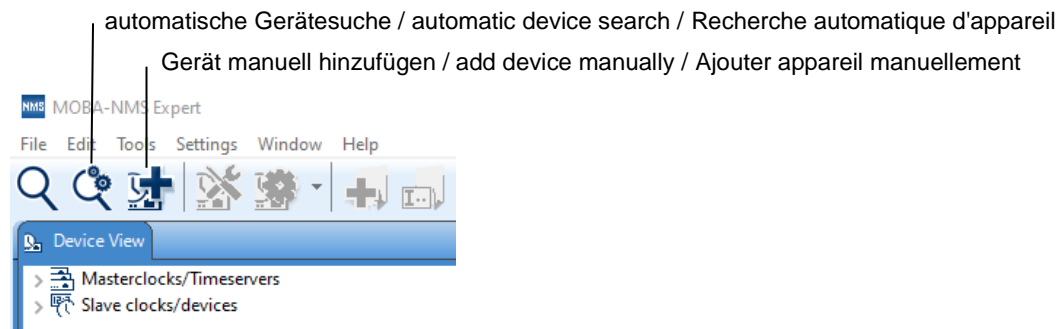 automatische Gerätesuche / automatic device search / Recherche automatique d'appareil
Gerät manuell hinzufügen / add device manually / Ajouter appareil manuellement
NMS MOBA-NMS Expert
File Edit Tools Settings Window Help
Device View
Masterclocks/Timeservers
Slave clocks/devices